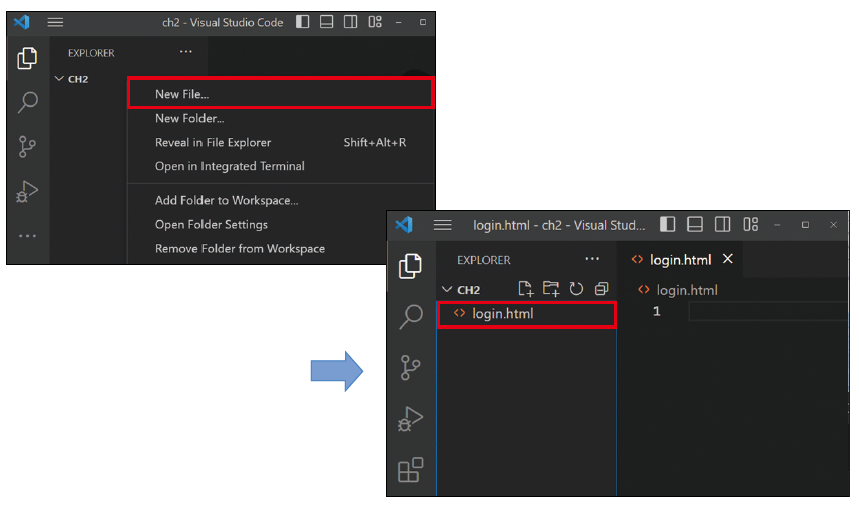 ch2 - Visual Studio Code
EXPLORER ...
CH2
New File...
New Folder...
Reveal in File Explorer Shift+Alt+R
Open in Integrated Terminal
Add Folder to Workspace...
Open Folder Settings
Remove Folder from Workspace
login.html - ch2 - Visual Stud...
EXPLORER ... <> login.html ×
CH2 <> login.html
<> login.html 1